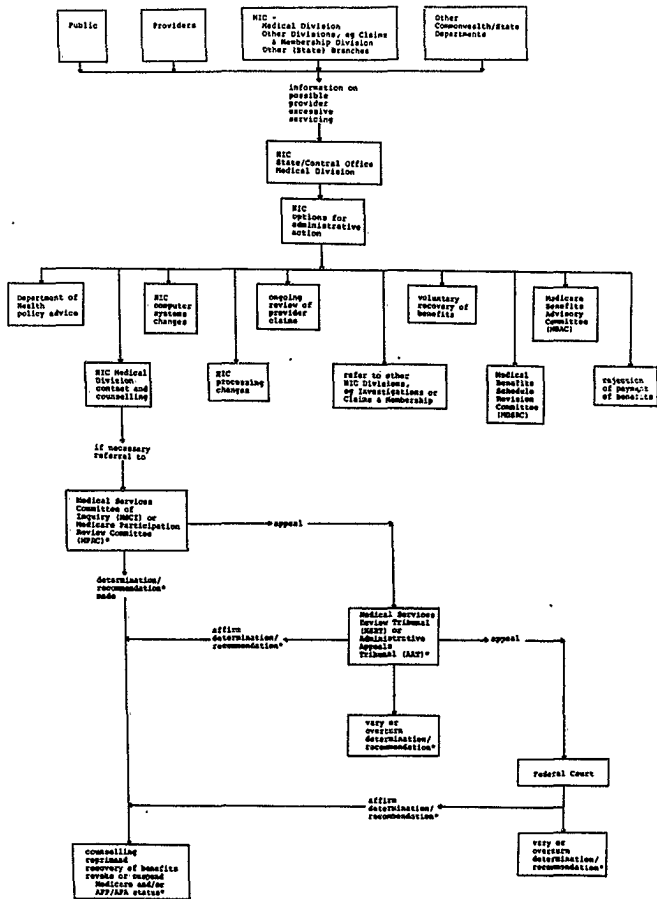 Public
Providers
HIC -
Medical Division
Other Divisions, eg Claims
& Membership Division
Other (State) Branches
Other
Commonwealth/State
Departments
information on
possible
provider
excessive
servicing
HIC
State/Central Office
Medical Division
HIC
options for
administrative
action
Department of
Health
policy advice
HIC
computer
systems
changes
ongoing
review of
provider
claims
voluntary
recovery of
benefits
Medicare
Benefits
Advisory
Committee (MBAC)
HIC Medical
Division
contact and
counselling
HIC
processing
changes
refer to other
HIC Divisions,
eg Investigations or
Claims & Membership
Medical
Benefits
Schedule
Revision
Committee (MBSRC)
rejection
of payment
of benefits
if necessary
referral to
Medical Services
Committee of
Inquiry (MSCI) or
Medicare Participation
Review Committee
(MPRC)*
appeal
determination/
recommendation*
made
Medical Services
Review Tribunal
(MSRT) or
Administrative
Appeals
Tribunal (AAT)*
affirm
determination/
recommendation*
appeal
vary or
overturn
determination/
recommendation*
Federal Court
affirm
determination/
recommendation*
counselling
reprimand
recovery of benefits
revoke or suspend
Medicare and/or
APP/APA status*
vary or
overturn
determination/
recommendation*